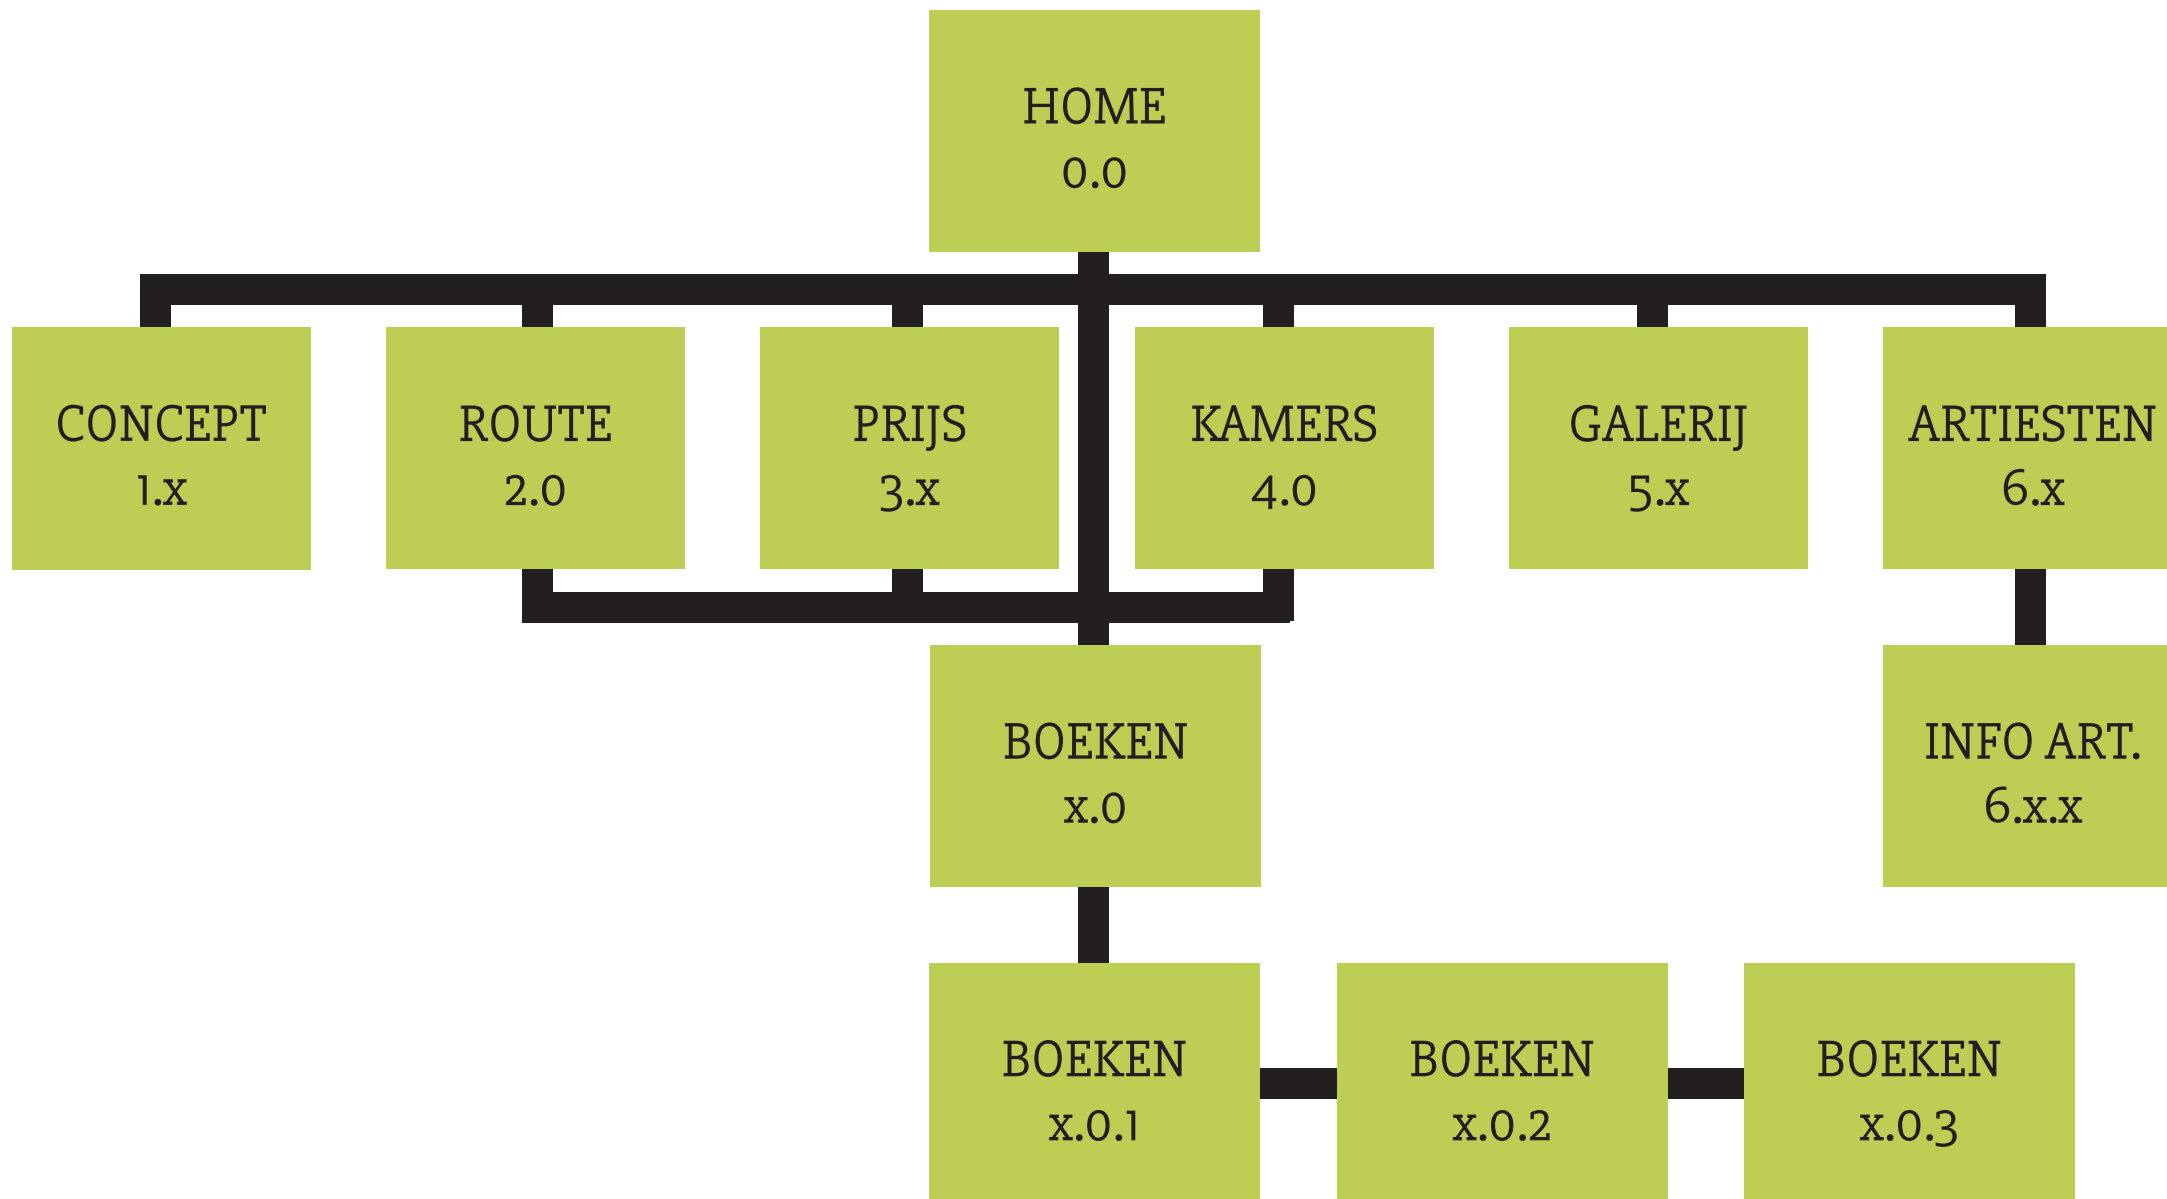 HOME
0.0
CONCEPT
1.x
ROUTE
2.0
PRIJS
3.x
KAMERS
4.0
GALERIJ
5.x
ARTIESTEN
6.x
BOEKEN
x.0
INFO ART.
6.x.x
BOEKEN
x.0.1
BOEKEN
x.0.2
BOEKEN
x.0.3